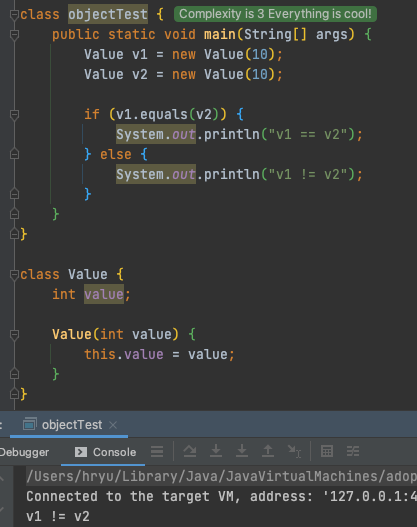 class objectTest { Complexity is 3 Everything is cool!
public static void main(String[] args) {
Value v1 = new Value(10);
Value v2 = new Value(10);
if (v1.equals(v2)) {
System.out.println("v1 == v2");
} else {
System.out.println("v1 != v2");
}
}
}
class Value {
int value;
Value(int value) {
this.value = value;
}
}
: objectTest ×
Debugger Console
/Users/hryu/Library/Java/JavaVirtualMachines/adop
Connected to the target VM, address: '127.0.0.1:4
v1 != v2